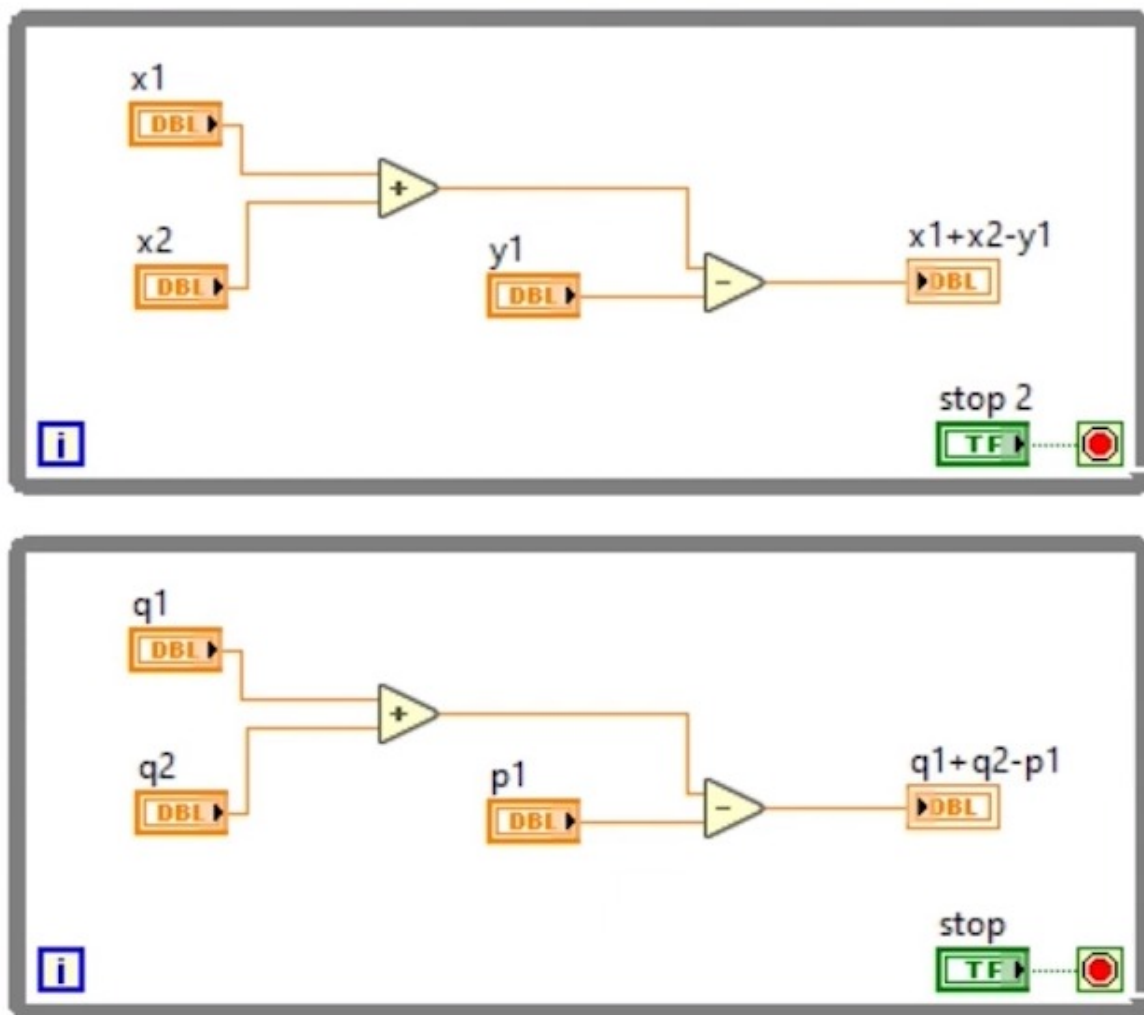 x1
DBL
+
x2
DBL
y1
DBL
-
x1+x2-y1
DBL
stop 2
i
TF
q1
DBL
+
q2
DBL
p1
DBL
-
q1+q2-p1
DBL
stop
i
TF